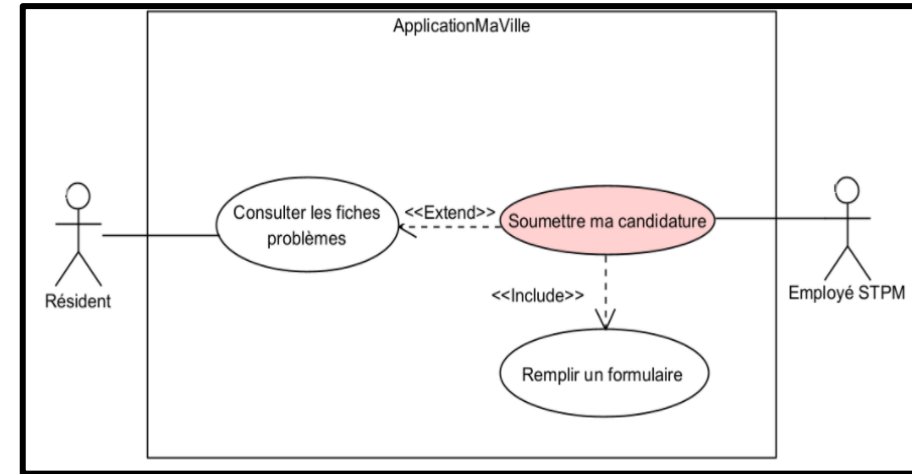 ApplicationMaVille
Consulter les fiches
problèmes
<<Extend>>
Soumettre ma candidature
Résident
Employé STPM
<<Include>>
Remplir un formulaire